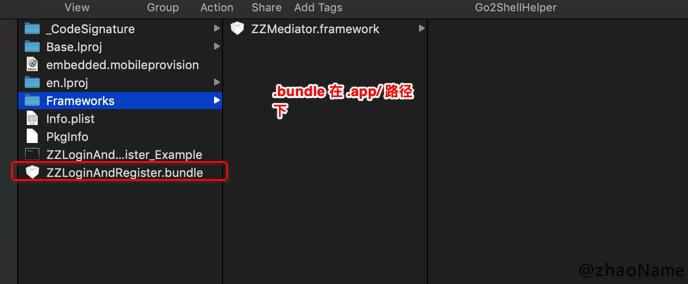 View Group Action Share Add Tags Go2ShellHelper
_CodeSignature
ZZMediator.framework
Base.lproj
embedded.mobileprovision
en.lproj
.bundle 在 .app/ 路径
下
Frameworks
Info.plist
PkgInfo
ZZLoginAnd...ister_Example
ZZLoginAndRegister.bundle
@zhaoName